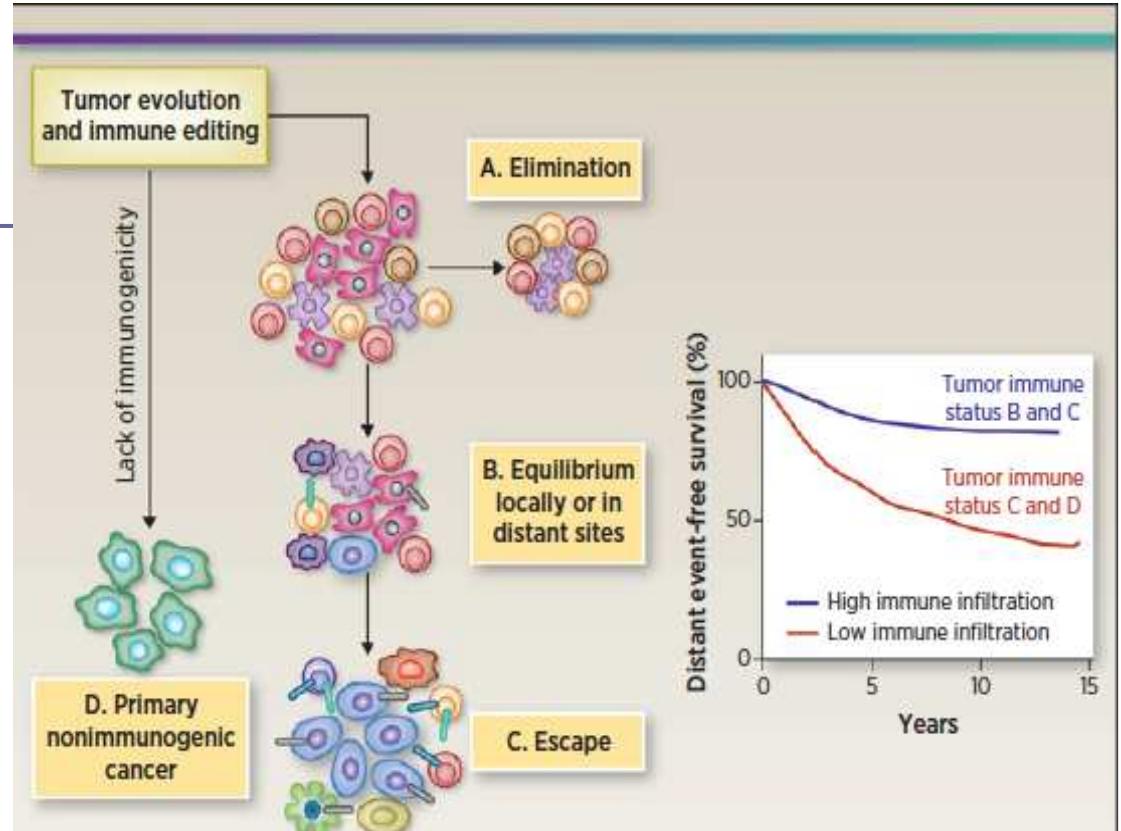 Tumor evolution
and immune editing
A. Elimination
Lack of immunogenicity
B. Equilibrium
locally or in
distant sites
D. Primary
nonimmunogenic
cancer
C. Escape
Distant event-free survival (%)
100
50
0
Tumor immune
status B and C
Tumor immune
status C and D
High immune infiltration
Low immune infiltration
0 5 10 15
Years